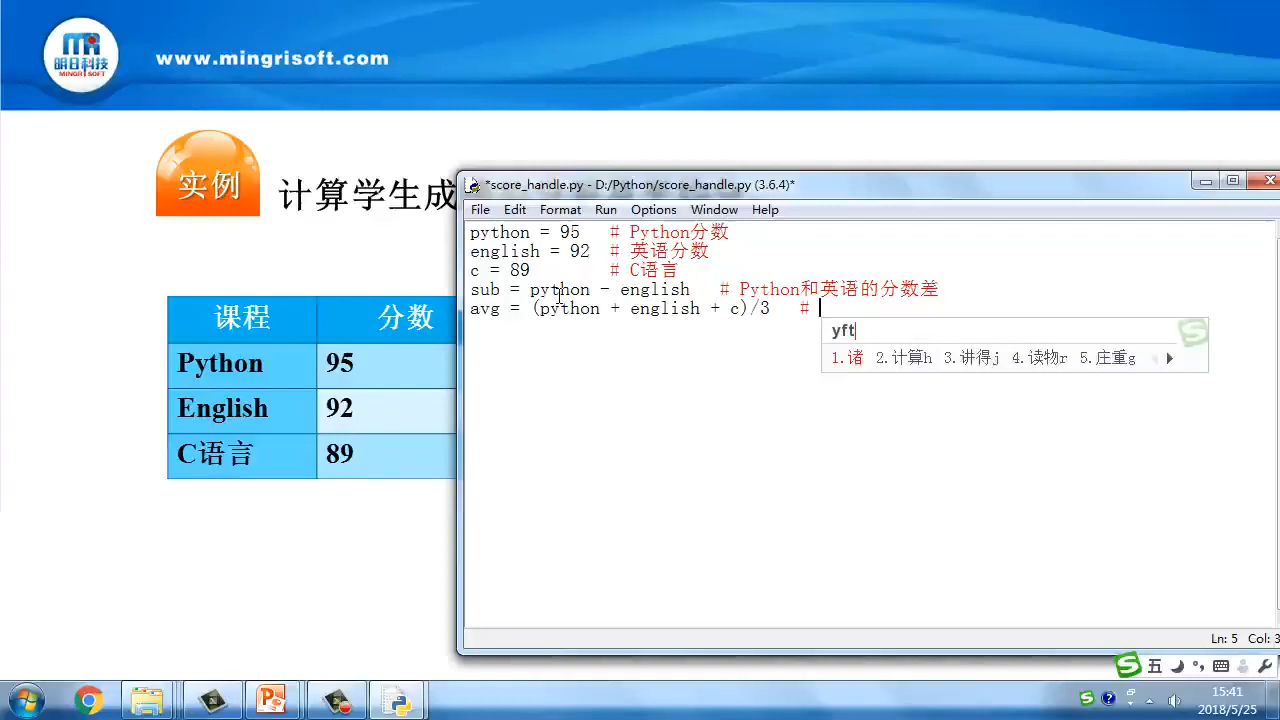 明日科技
MINGRISOFT
www.mingrisoft.com
实例
计算学生成
课程 分数
Python 95
English 92
C语言 89
*score_handle.py - D:/Python/score_handle.py (3.6.4)*
File Edit Format Run Options Window Help
python = 95 # Python分数
english = 92 # 英语分数
c = 89 # C语言
sub = python - english # Python和英语的分数差
avg = (python + english + c)/3 #
yft
1.诸 2.计算h 3.讲得j 4.读物r 5.庄重g
Ln: 5 Col: 3
五
15:41
2018/5/25